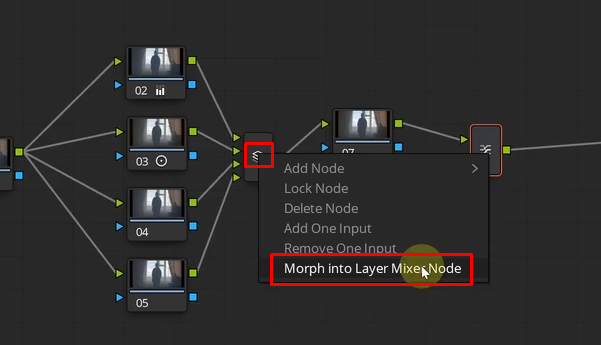 02
03
04
05
07
Add Node
Lock Node
Delete Node
Add One Input
Remove One Input
Morph into Layer Mixer Node